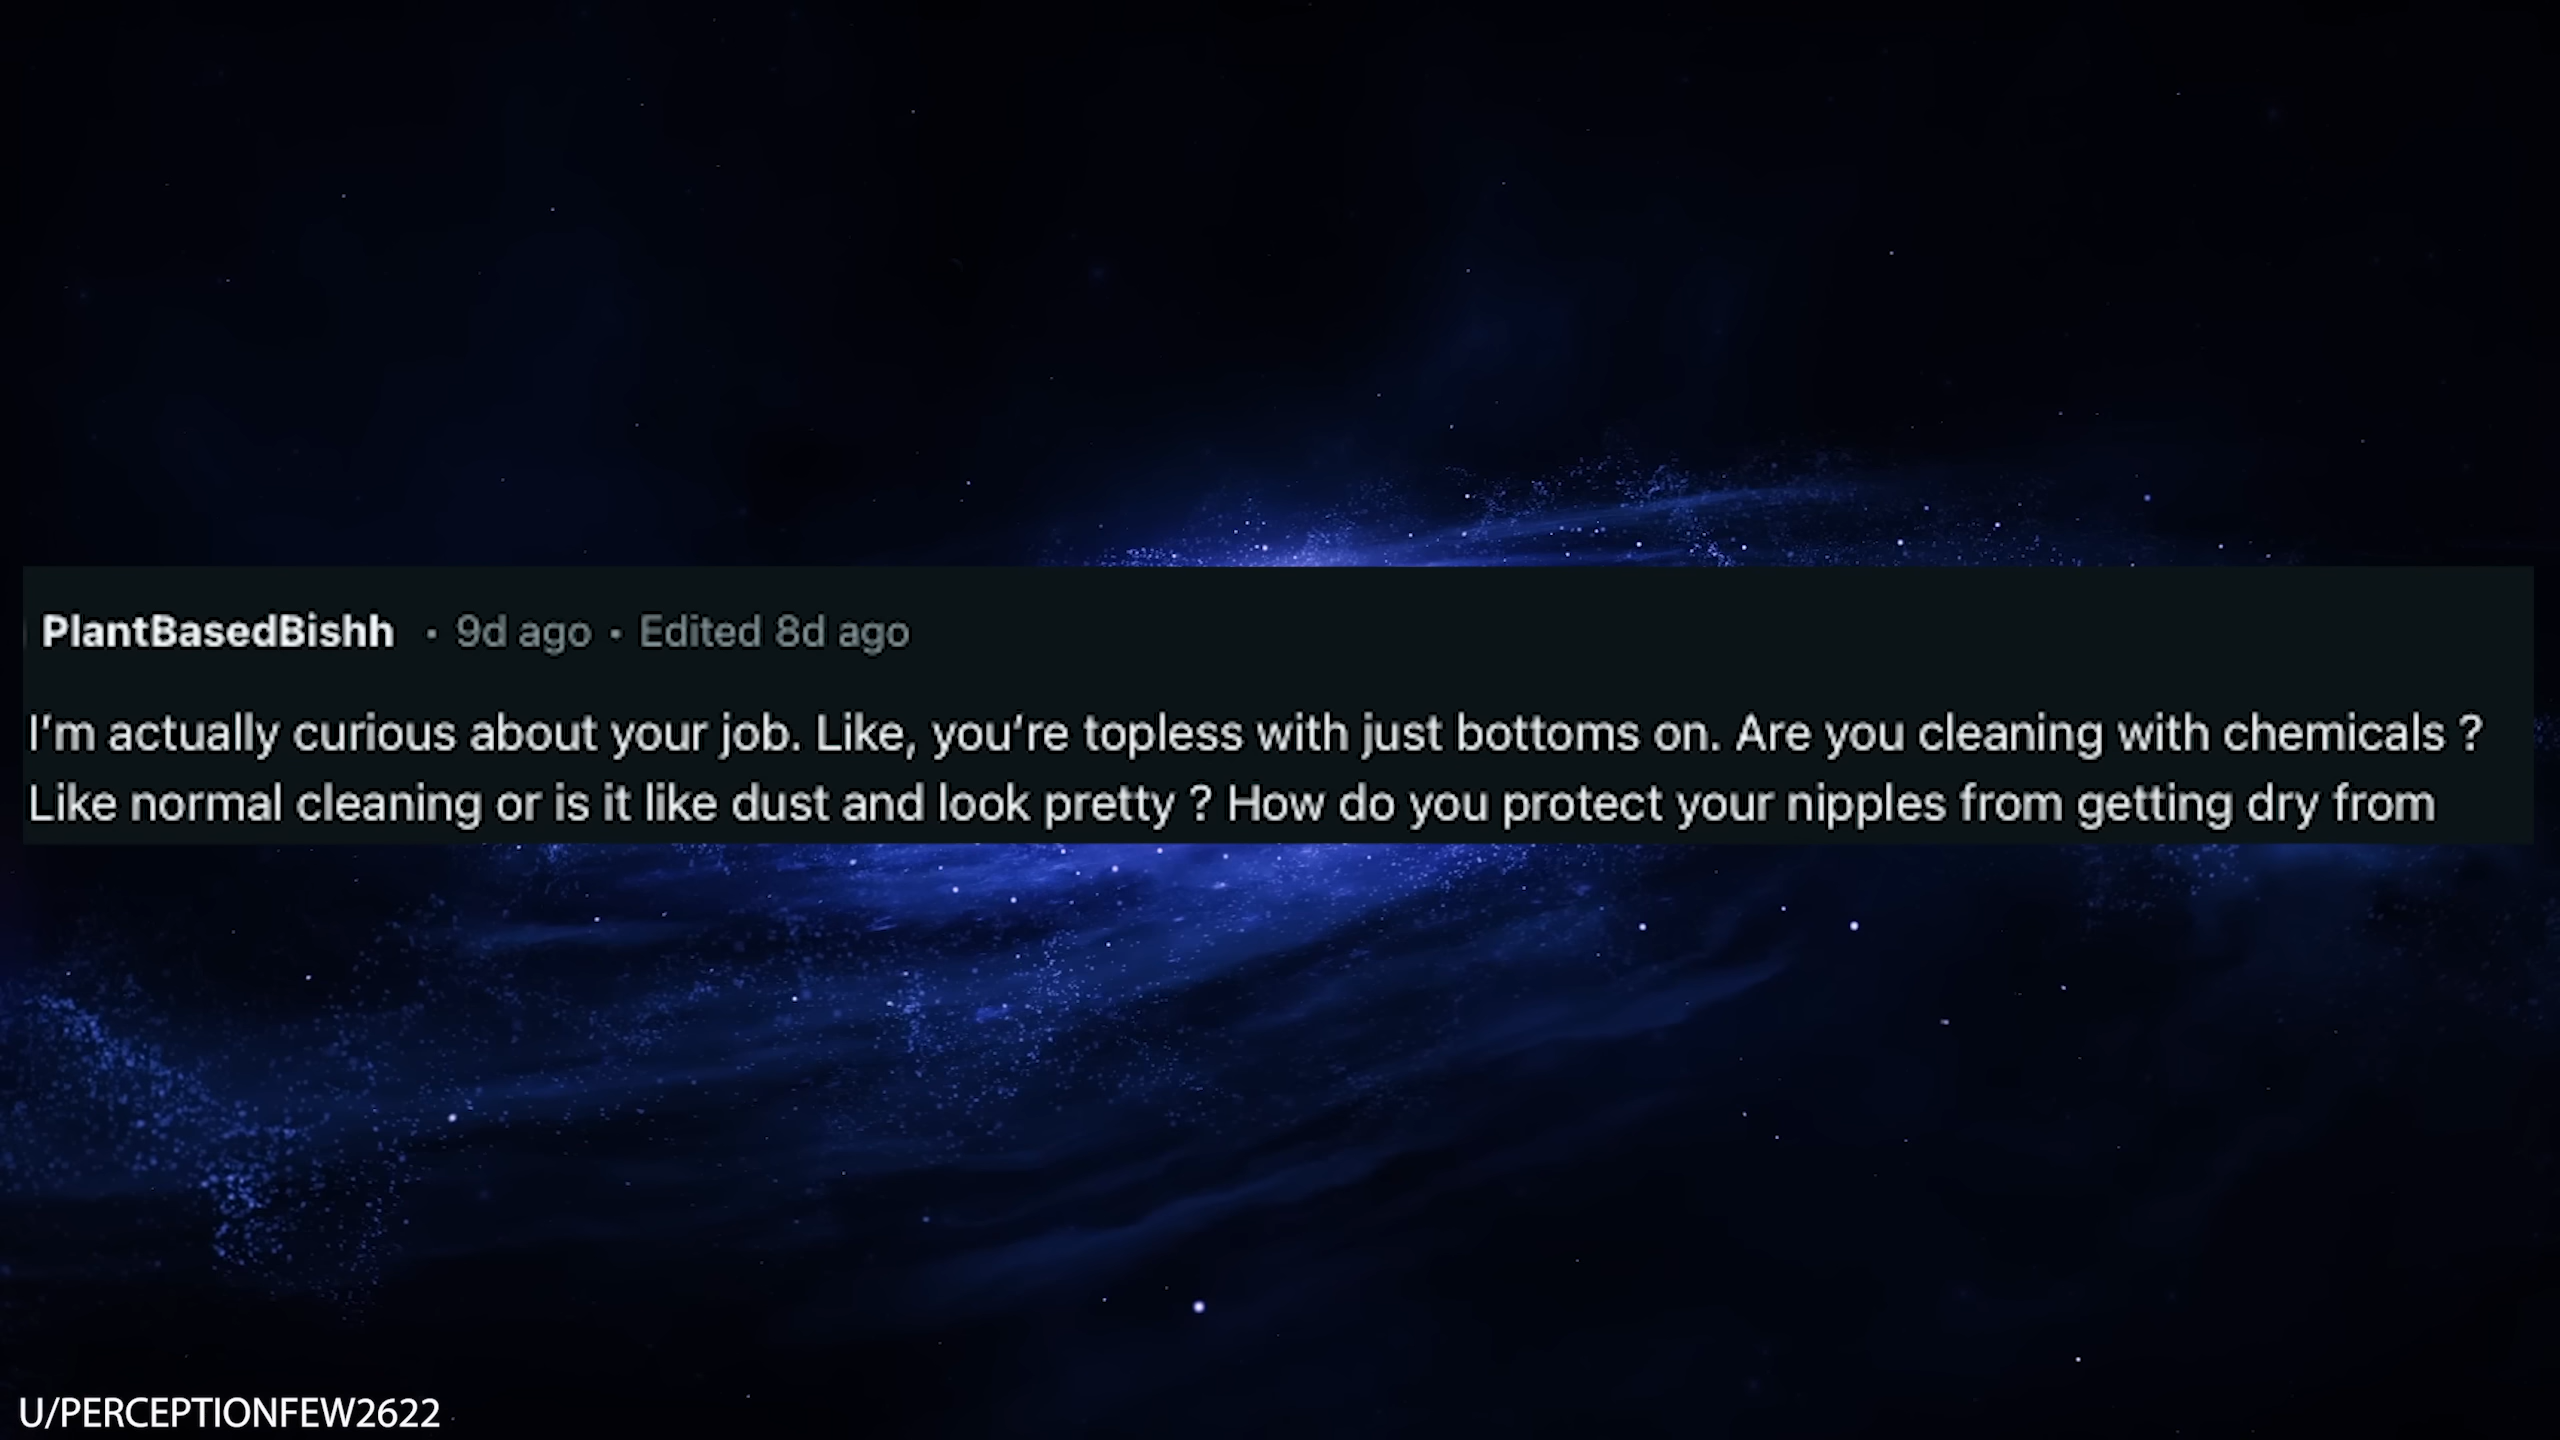 PlantBasedBishh • 9d ago • Edited 8d ago
I’m actually curious about your job. Like, you’re topless with just bottoms on. Are you cleaning with chemicals ?
Like normal cleaning or is it like dust and look pretty ? How do you protect your nipples from getting dry from
U/PERCEPTIONFEW2622